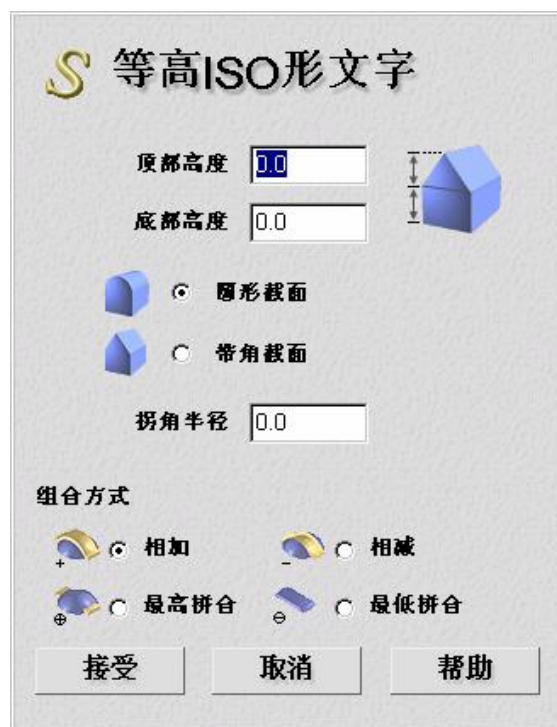 S 等高ISO形文字
顶部高度 0.0
底部高度 0.0
圆形截面
带角截面
拐角半径 0.0
组合方式
相加 相减
最高拼合 最低拼合
接受 取消 帮助